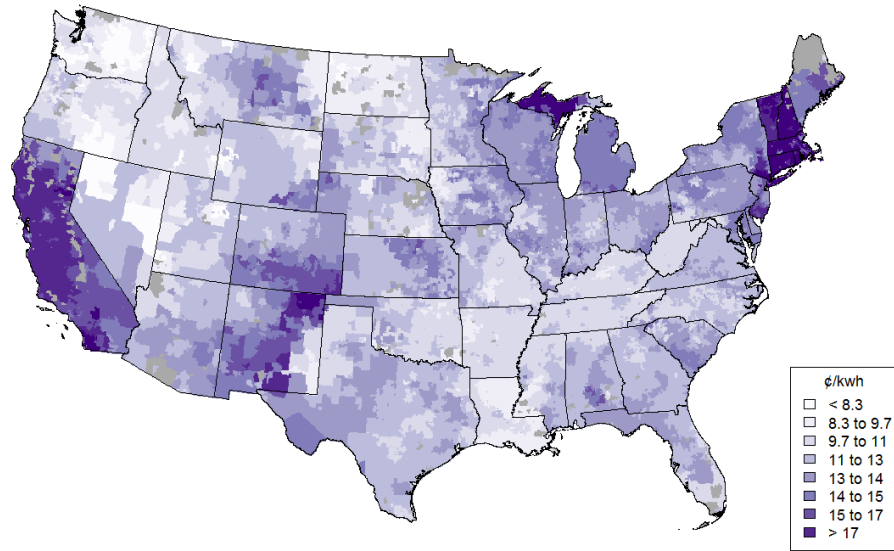 ¢/kwh
< 8.3
8.3 to 9.7
9.7 to 11
11 to 13
13 to 14
14 to 15
15 to 17
> 17